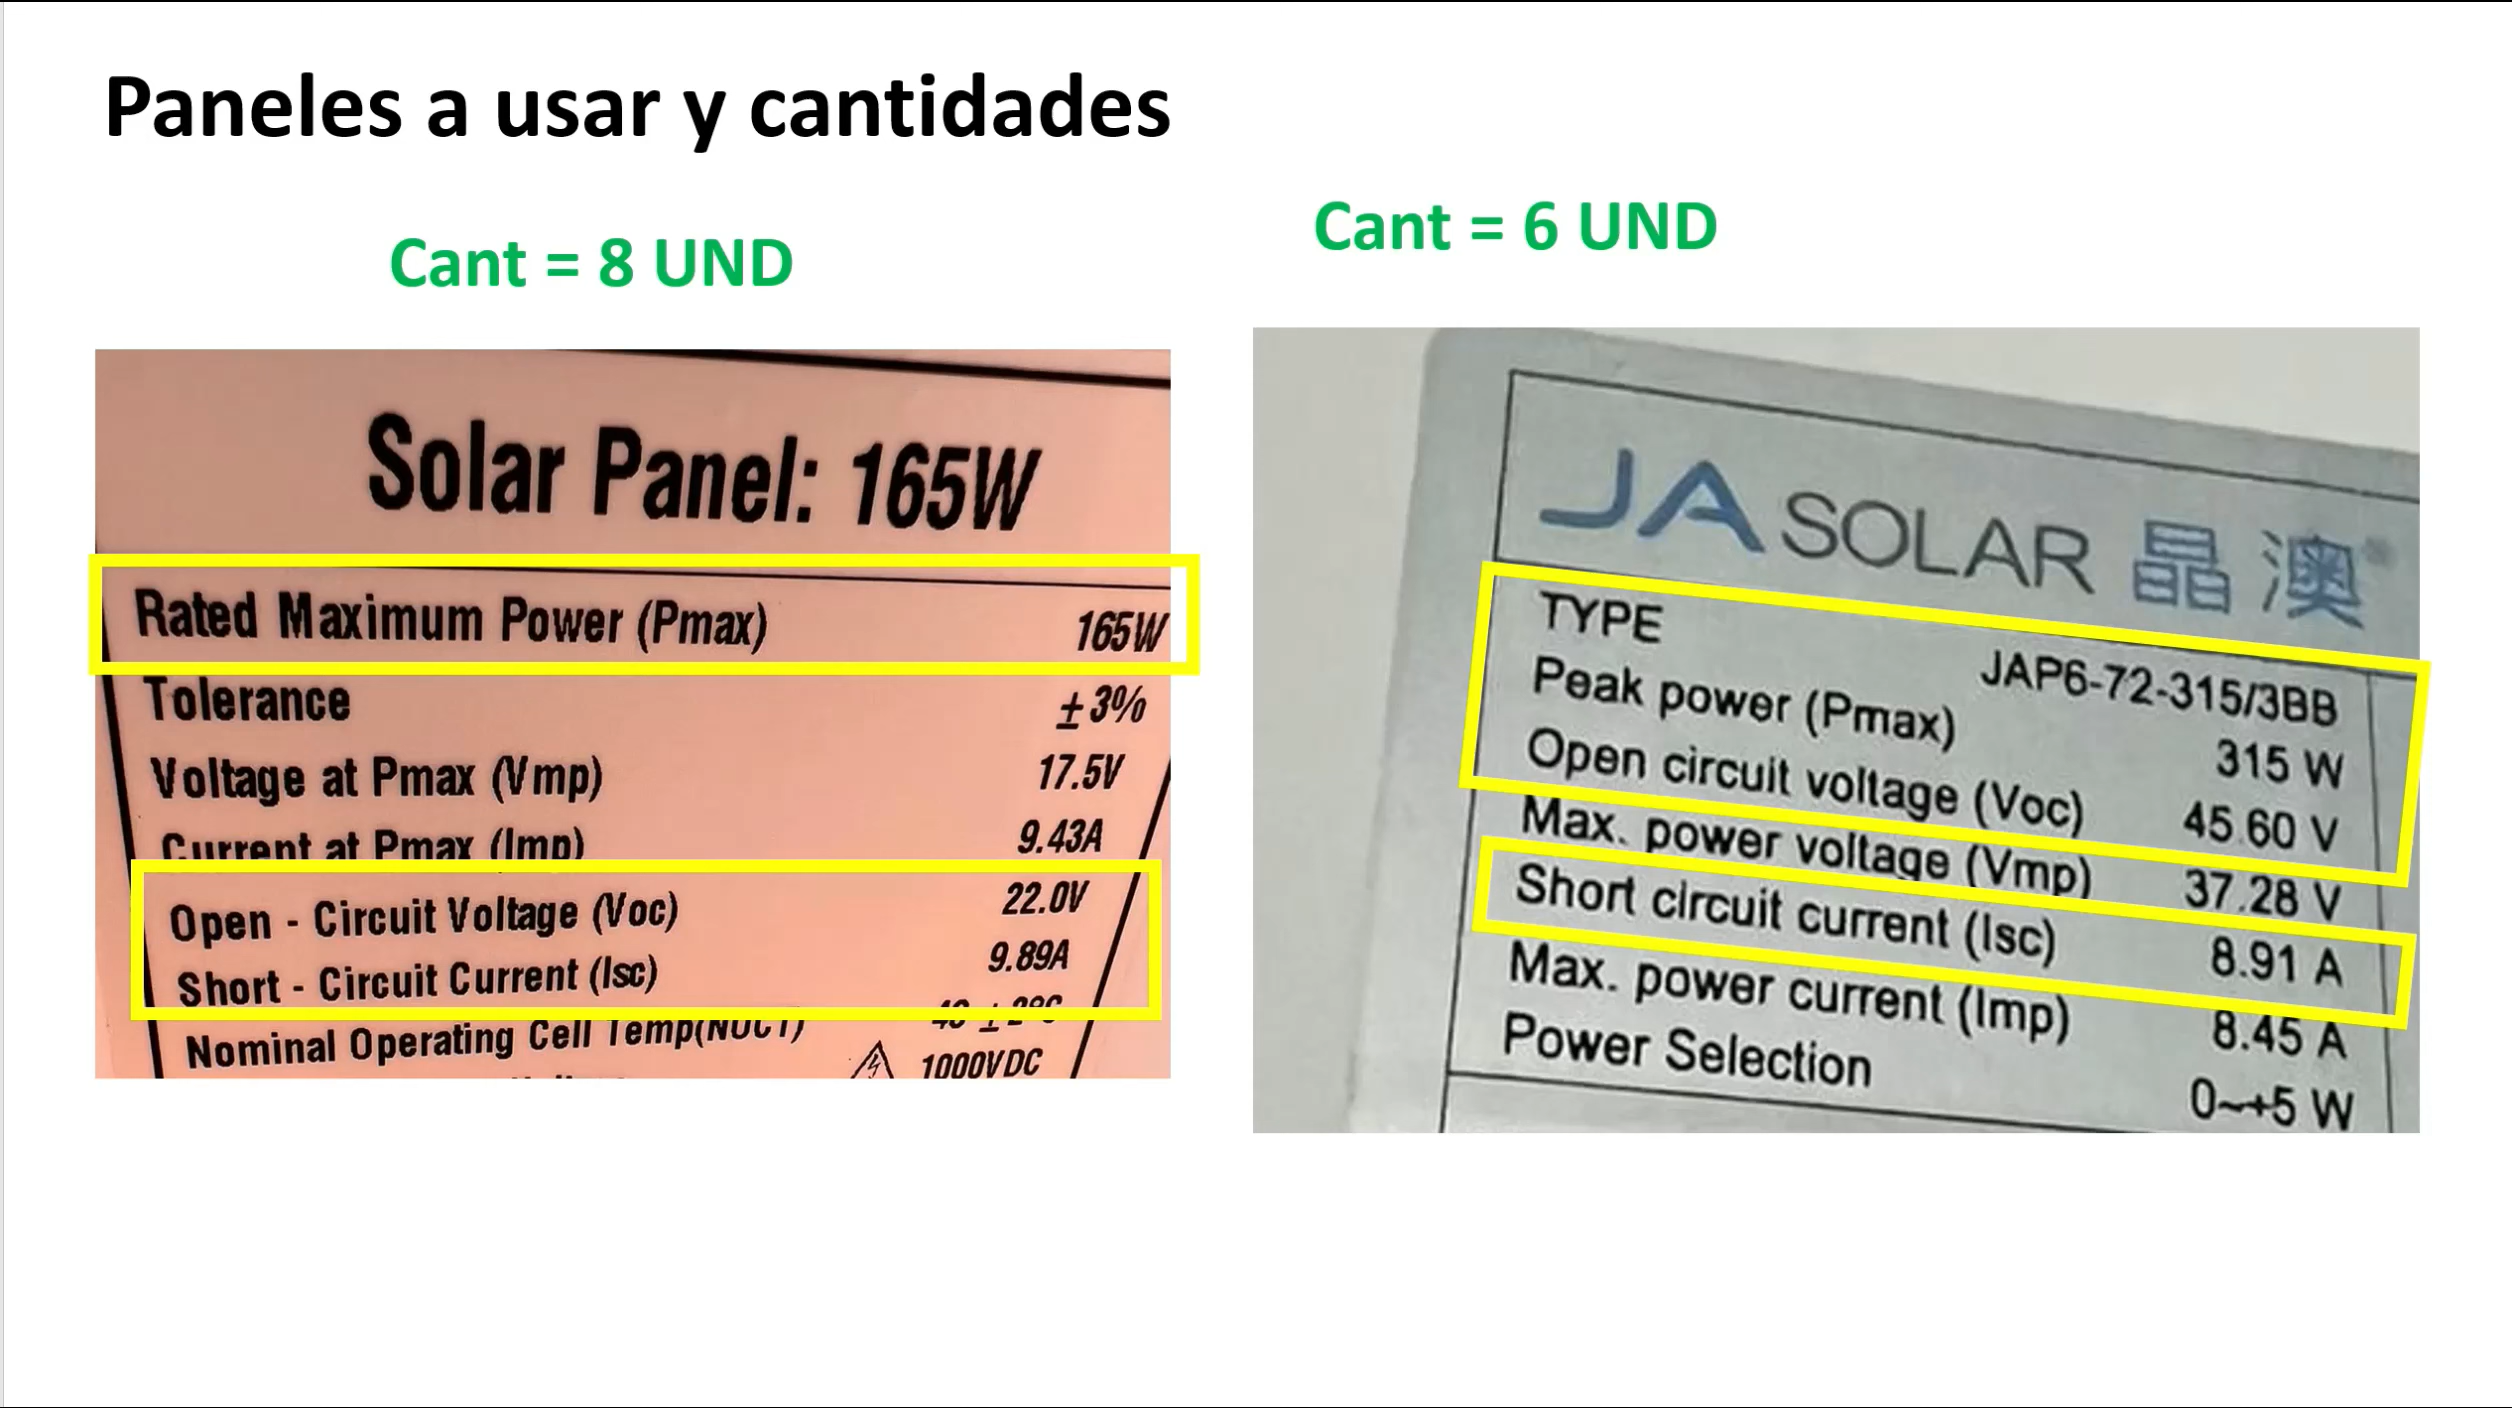 Paneles a usar y cantidades
Cant = 8 UND
Solar Panel: 165W
Rated Maximum Power (Pmax) 165W
Tolerance ±3%
Voltage at Pmax (Vmp) 17.5V
Current at Pmax (Imp) 9.43A
Open - Circuit Voltage (Voc) 22.0V
Short - Circuit Current (Isc) 9.89A
Nominal Operating Cell Temp(NOCT)
1000VDC
Cant = 6 UND
JA SOLAR 晶澳
TYPE JAP6-72-315/3BB
Peak power (Pmax) 315 W
Open circuit voltage (Voc) 45.60 V
Max. power voltage (Vmp) 37.28 V
Short circuit current (Isc) 8.91 A
Max. power current (Imp) 8.45 A
Power Selection 0~+5 W